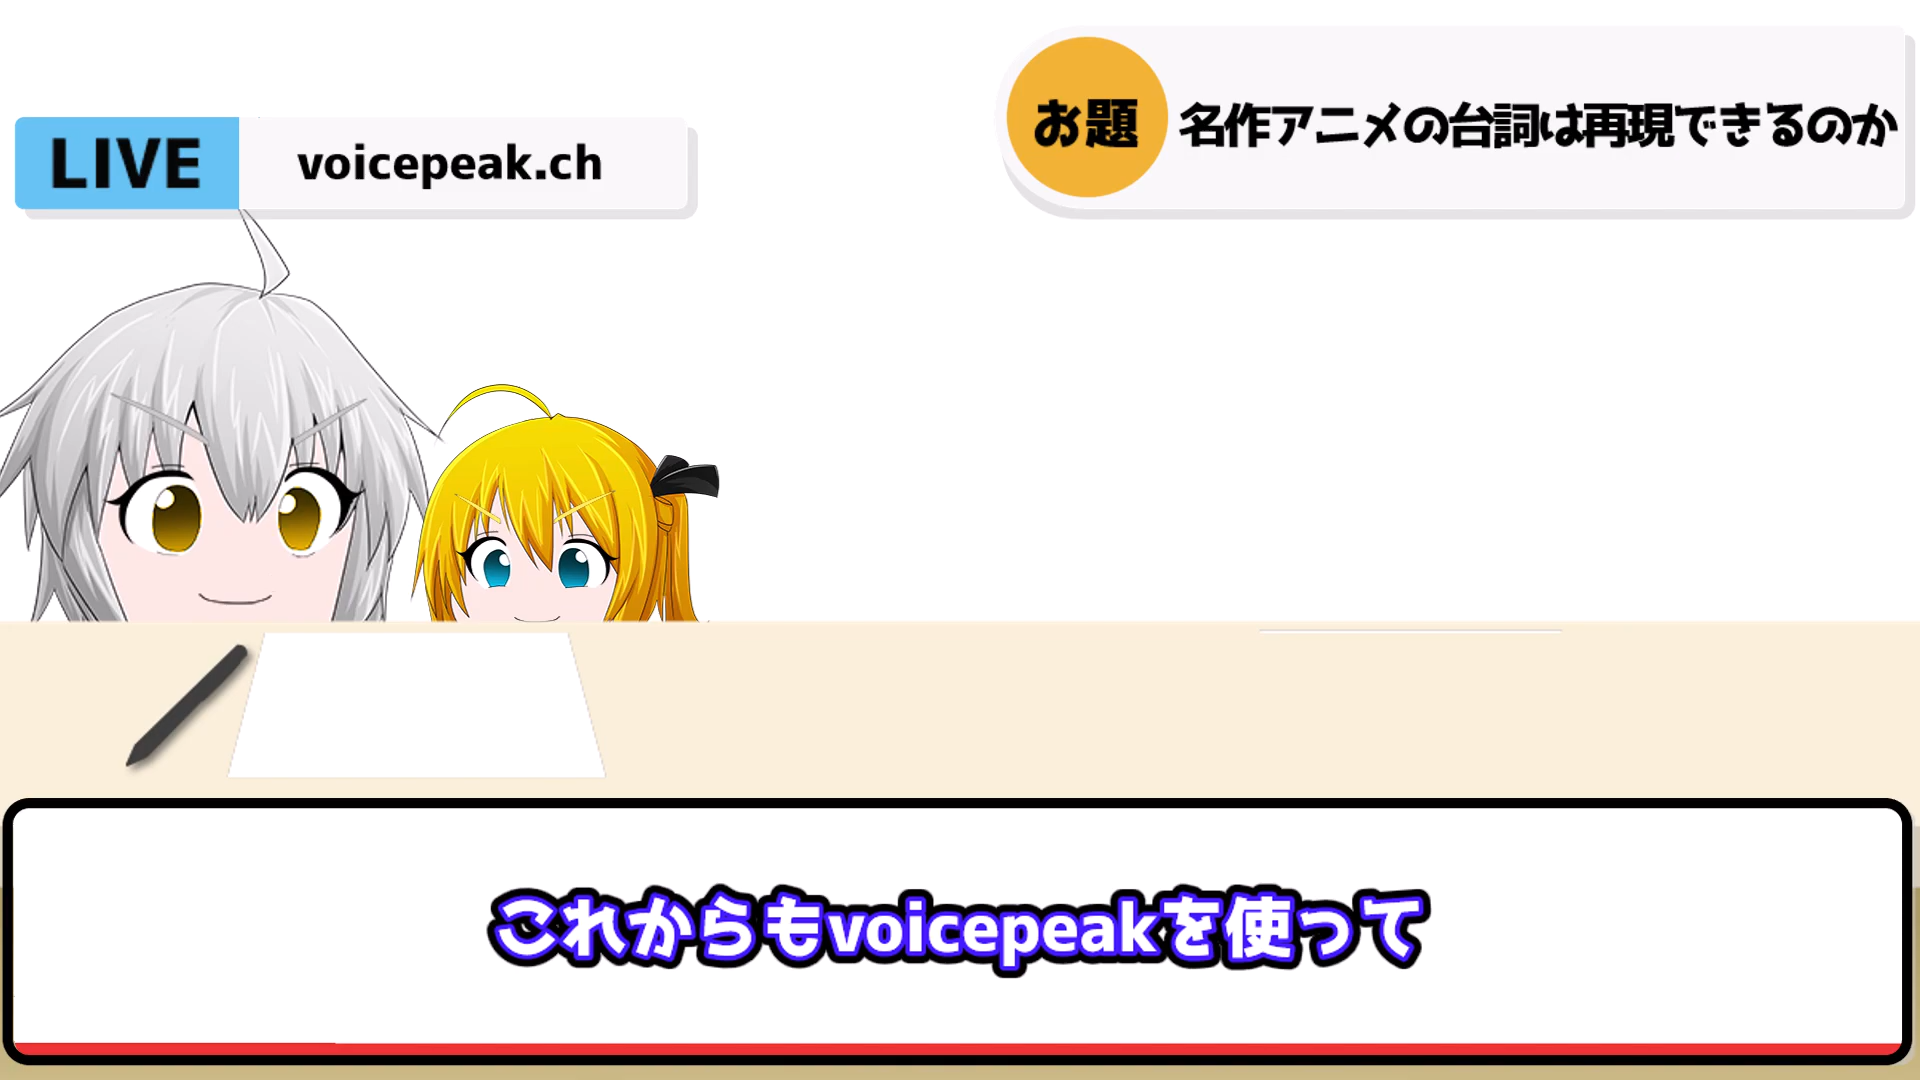 お題 名作アニメの台詞は再現できるのか
LIVE voicepeak.ch
これからもvoicepeakを使って